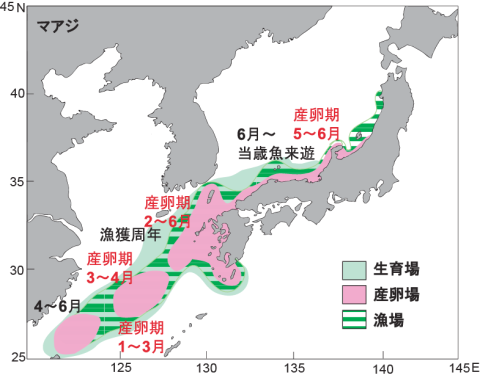 45N
マアジ
40
産卵期
5～6月
6月～
当歳魚来遊
35
産卵期
2～6月
漁獲周年
産卵期
3～4月
30
4～6月
産卵期
1～3月
生育場
産卵場
漁場
25
125
130
135
140
145E